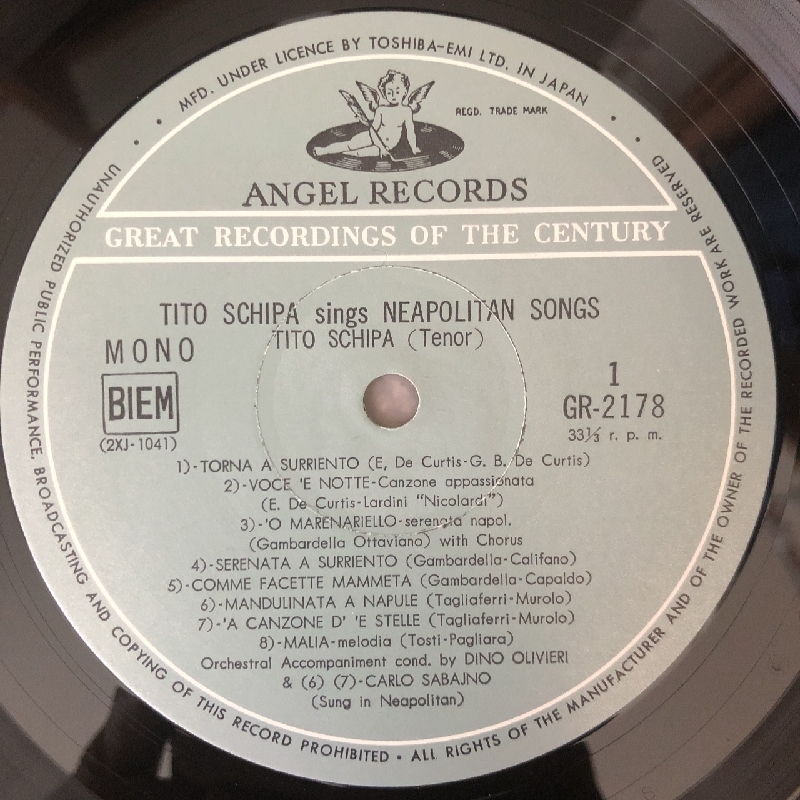 MFD. UNDER LICENCE BY TOSHIBA-EMI LTD. IN JAPAN
REGD. TRADE MARK
ANGEL RECORDS
GREAT RECORDINGS OF THE CENTURY
TITO SCHIPA sings NEAPOLITAN SONGS
TITO SCHIPA (Tenor)
MONO
BIEM
(2XJ-1041)
1
GR-2178
33⅓ r. p. m.
1)-TORNA A SURRIENTO (E, De Curtis-G. B. De Curtis)
2)-VOCE 'E NOTTE-Canzone appassionata
(E. De Curtis-Lardini "Nicolardi")
3)-'O MARENARIELLO-serenata napol.
(Gambardella Ottaviano) with Chorus
4)-SERENATA A SURRIENTO (Gambardella-Califano)
5)-COMME FACETTE MAMMETA (Gambardella-Capaldo)
6)-MANDULINATA A NAPULE (Tagliaferri-Murolo)
7)-'A CANZONE D' 'E STELLE (Tagliaferri-Murolo)
8)-MALIA-melodia (Tosti-Pagliara)
Orchestral Accompaniment cond. by DINO OLIVIERI
& (6) (7)-CARLO SABAJNO
(Sung in Neapolitan)
UNAUTHORIZED PUBLIC PERFORMANCE, BROADCASTING AND COPYING OF THIS RECORD PROHIBITED • ALL RIGHTS OF THE MANUFACTURER AND OF THE OWNER OF THE RECORDED WORK ARE RESERVED